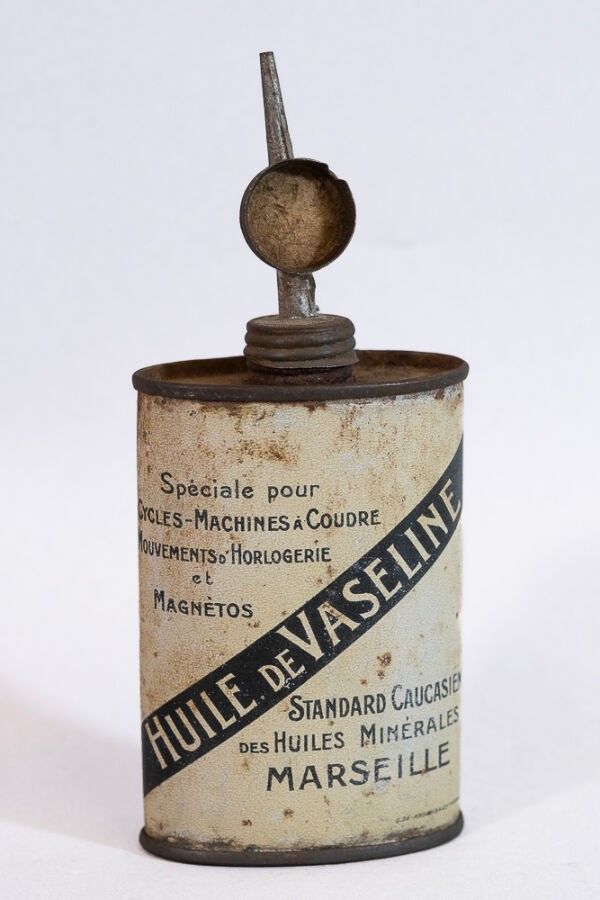 Spéciale pour
CYCLES-MACHINES À COUDRE
MOUVEMENTS D'HORLOGERIE
et
MAGNÉTOS
HUILE DE VASELINE
STANDARD CAUCASIEN
DES HUILES MINÉRALES
MARSEILLE